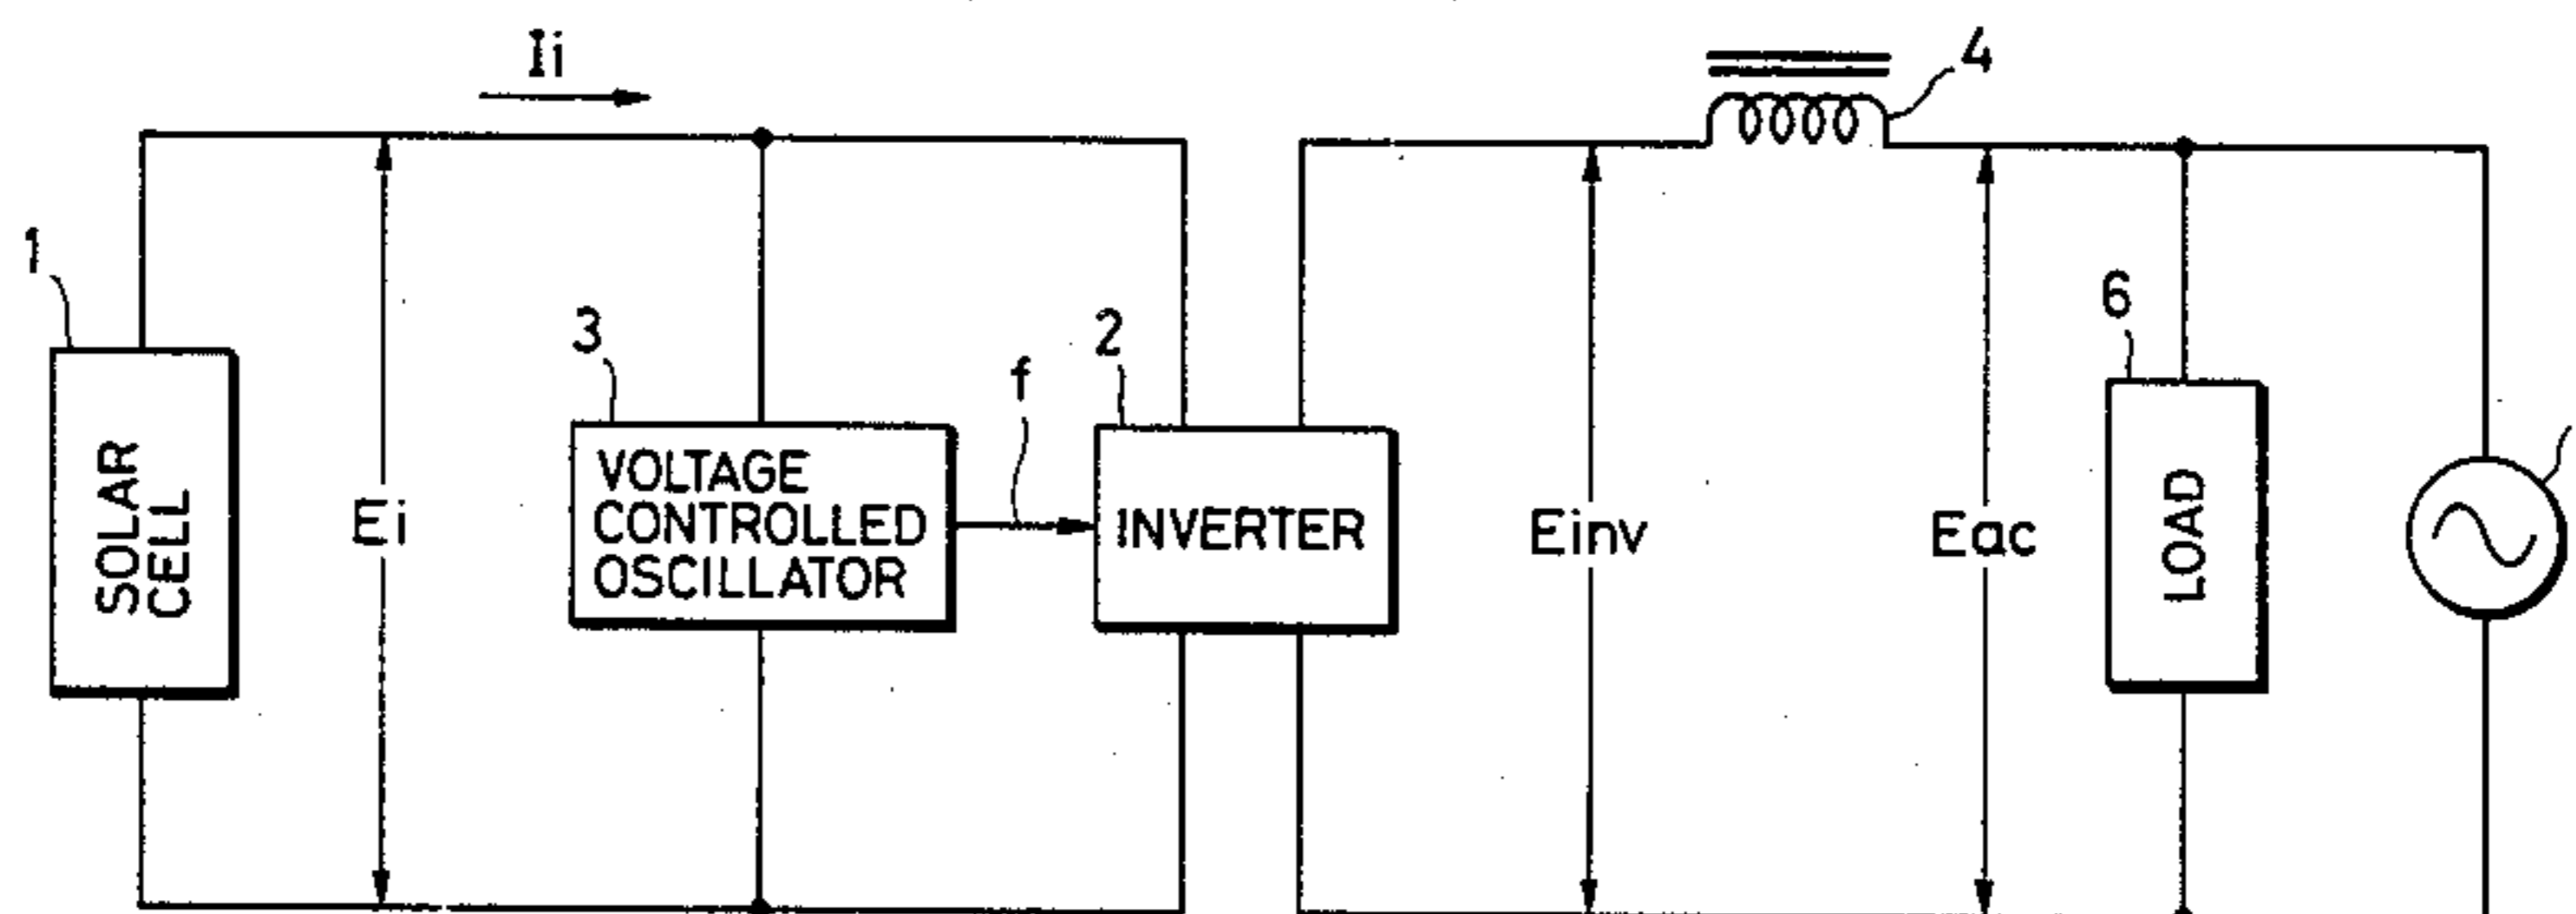 Ii
4
1
SOLAR
CELL
Ei
3
VOLTAGE
CONTROLLED
OSCILLATOR
f
2
INVERTER
Einv
Eac
6
LOAD